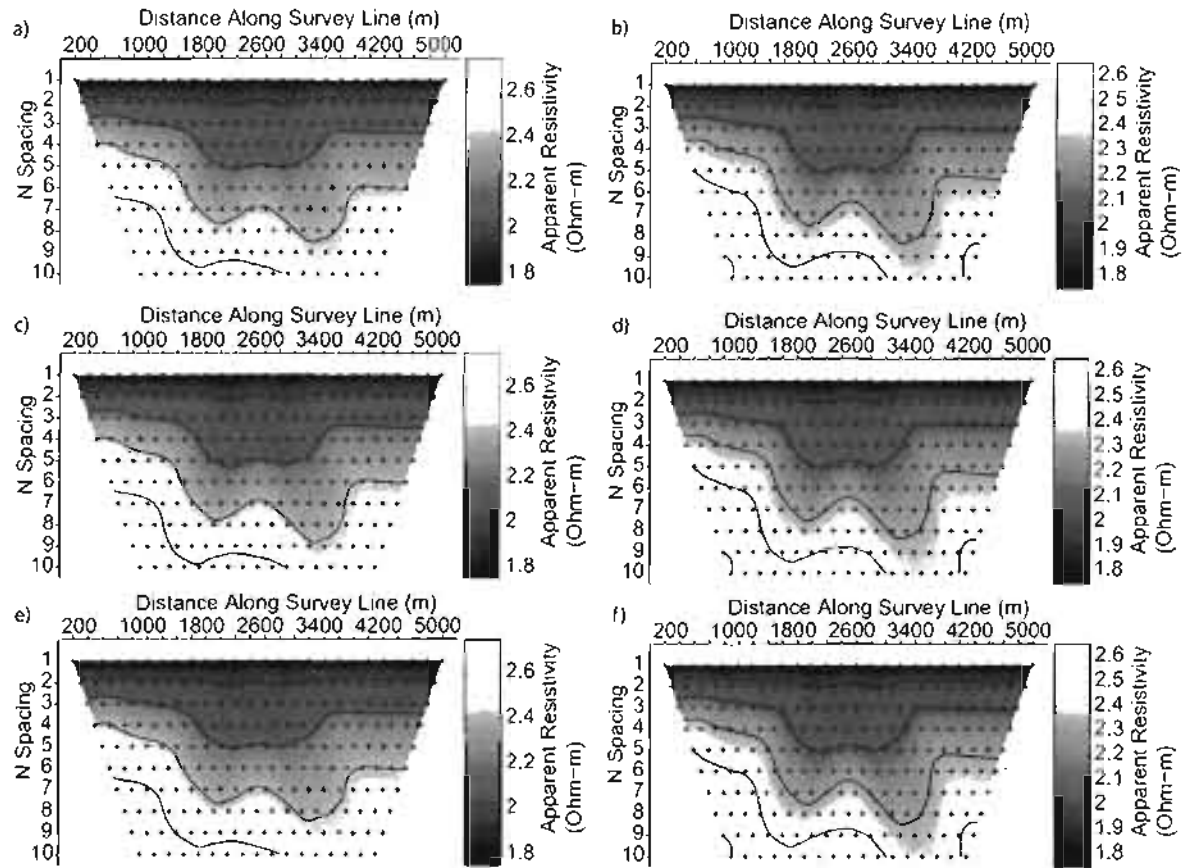 a)
Distance Along Survey Line (m)
200 1000 1800 2600 3400 4200 5000
N Spacing
1
2
3
4
5
6
7
8
9
10
2.6
2.4
2.2
2
1.8
Apparent Resistivity
(Ohm-m)
b)
Distance Along Survey Line (m)
200 1000 1800 2600 3400 4200 5000
N Spacing
1
2
3
4
5
6
7
8
9
10
2.6
2.5
2.4
2.3
2.2
2.1
2
1.9
1.8
Apparent Resistivity
(Ohm-m)
c)
Distance Along Survey Line (m)
200 1000 1800 2600 3400 4200 5000
N Spacing
1
2
3
4
5
6
7
8
9
10
2.6
2.4
2.2
2
1.8
Apparent Resistivity
(Ohm-m)
d)
Distance Along Survey Line (m)
200 1000 1800 2600 3400 4200 5000
N Spacing
1
2
3
4
5
6
7
8
9
10
2.6
2.5
2.4
2.3
2.2
2.1
2
1.9
1.8
Apparent Resistivity
(Ohm-m)
e)
Distance Along Survey Line (m)
200 1000 1800 2600 3400 4200 5000
N Spacing
1
2
3
4
5
6
7
8
9
10
2.6
2.4
2.2
2
1.8
Apparent Resistivity
(Ohm-m)
f)
Distance Along Survey Line (m)
200 1000 1800 2600 3400 4200 5000
N Spacing
1
2
3
4
5
6
7
8
9
10
2.6
2.5
2.4
2.3
2.2
2.1
2
1.9
1.8
Apparent Resistivity
(Ohm-m)